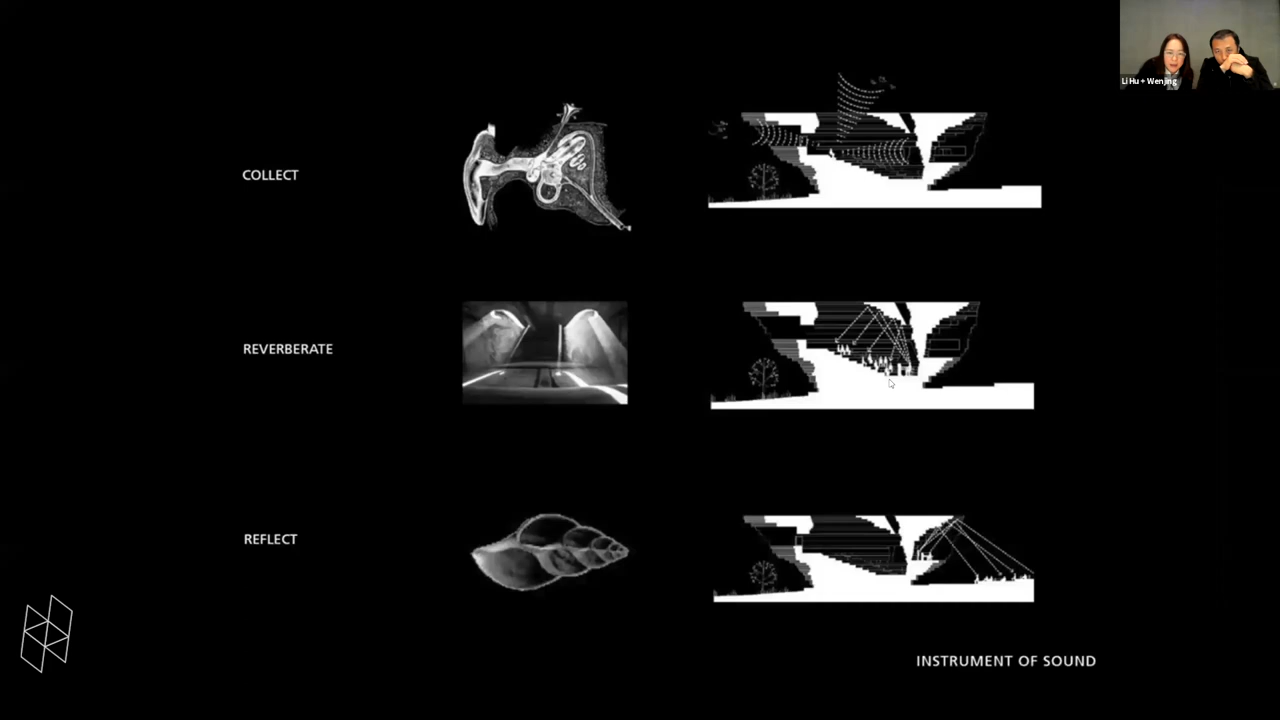 Li Hu + Wenjing
COLLECT
REVERBERATE
REFLECT
INSTRUMENT OF SOUND